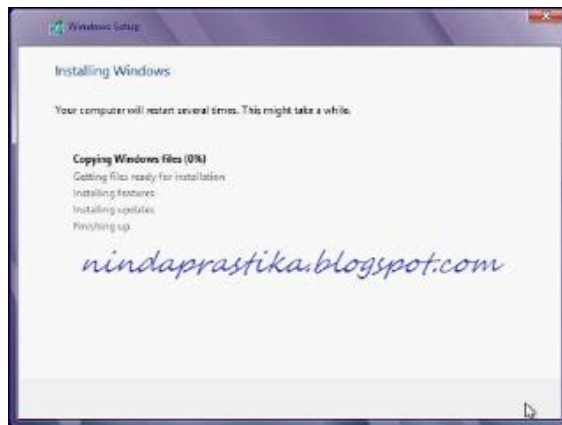 Windows Setup
Installing Windows
Your computer will restart several times. This might take a while.
Copying Windows files (0%)
Getting files ready for installation
Installing features
Installing updates
Finishing up
nindaprastika.blogspot.com